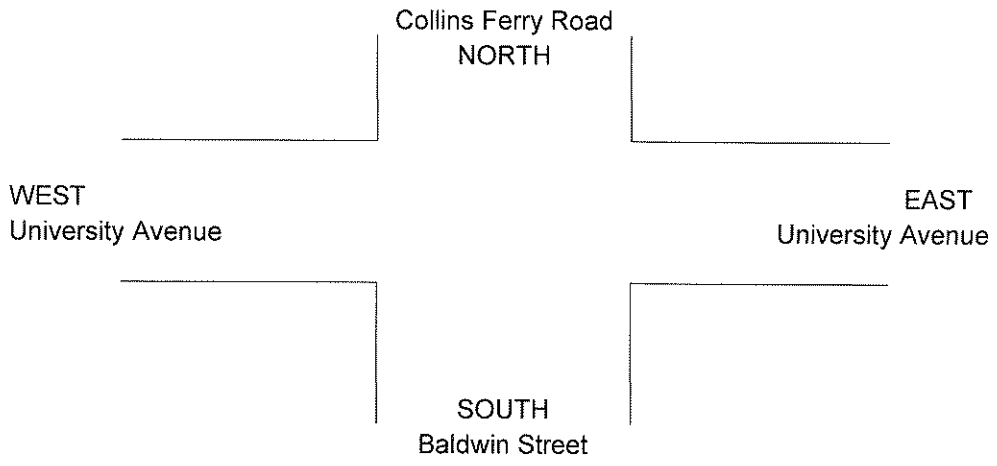 Collins Ferry Road
NORTH
WEST
University Avenue
EAST
University Avenue
SOUTH
Baldwin Street